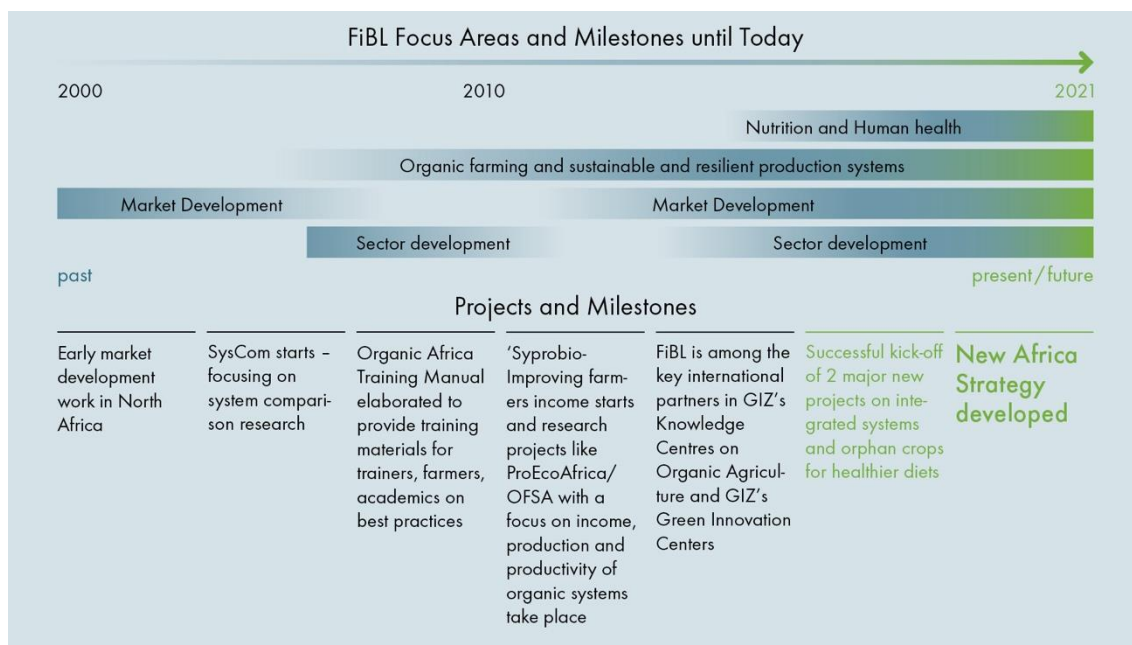 FiBL Focus Areas and Milestones until Today
2000 2010 2021
Nutrition and Human health
Organic farming and sustainable and resilient production systems
Market Development Market Development
Sector development Sector development
past present / future
Projects and Milestones
Early market
development
work in North
Africa
SysCom starts –
focusing on
system compari-
son research
Organic Africa
Training Manual
elaborated to
provide training
materials for
trainers, farmers,
academics on
best practices
‘Syprobio-
Improving farm-
ers income starts
and research
projects like
ProEcoAfrica/
OFSA with a
focus on income,
production and
productivity of
organic systems
take place
FiBL is among the
key international
partners in GIZ’s
Knowledge
Centres on
Organic Agricul-
ture and GIZ’s
Green Innovation
Centers
Successful kick-off
of 2 major new
projects on inte-
grated systems
and orphan crops
for healthier diets
New Africa
Strategy
developed